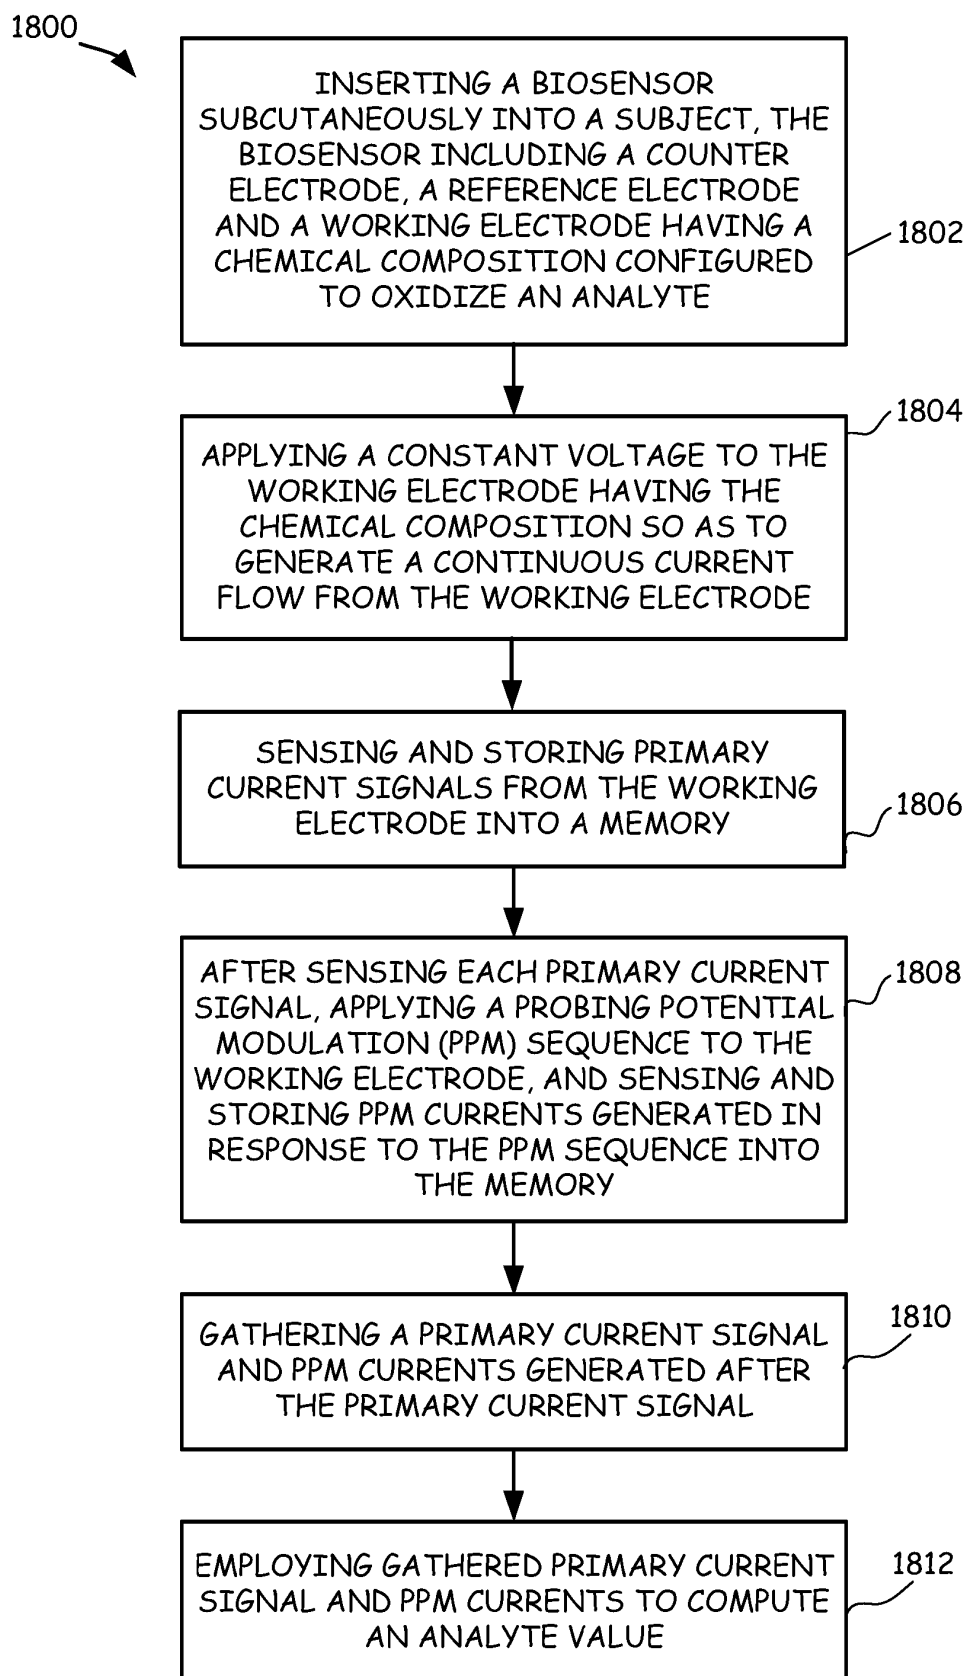 1800
INSERTING A BIOSENSOR
SUBCUTANEOUSLY INTO A SUBJECT, THE
BIOSENSOR INCLUDING A COUNTER
ELECTRODE, A REFERENCE ELECTRODE
AND A WORKING ELECTRODE HAVING A
CHEMICAL COMPOSITION CONFIGURED
TO OXIDIZE AN ANALYTE
1802
APPLYING A CONSTANT VOLTAGE TO THE
WORKING ELECTRODE HAVING THE
CHEMICAL COMPOSITION SO AS TO
GENERATE A CONTINUOUS CURRENT
FLOW FROM THE WORKING ELECTRODE
1804
SENSING AND STORING PRIMARY
CURRENT SIGNALS FROM THE WORKING
ELECTRODE INTO A MEMORY
1806
AFTER SENSING EACH PRIMARY CURRENT
SIGNAL, APPLYING A PROBING POTENTIAL
MODULATION (PPM) SEQUENCE TO THE
WORKING ELECTRODE, AND SENSING AND
STORING PPM CURRENTS GENERATED IN
RESPONSE TO THE PPM SEQUENCE INTO
THE MEMORY
1808
GATHERING A PRIMARY CURRENT SIGNAL
AND PPM CURRENTS GENERATED AFTER
THE PRIMARY CURRENT SIGNAL
1810
EMPLOYING GATHERED PRIMARY CURRENT
SIGNAL AND PPM CURRENTS TO COMPUTE
AN ANALYTE VALUE
1812